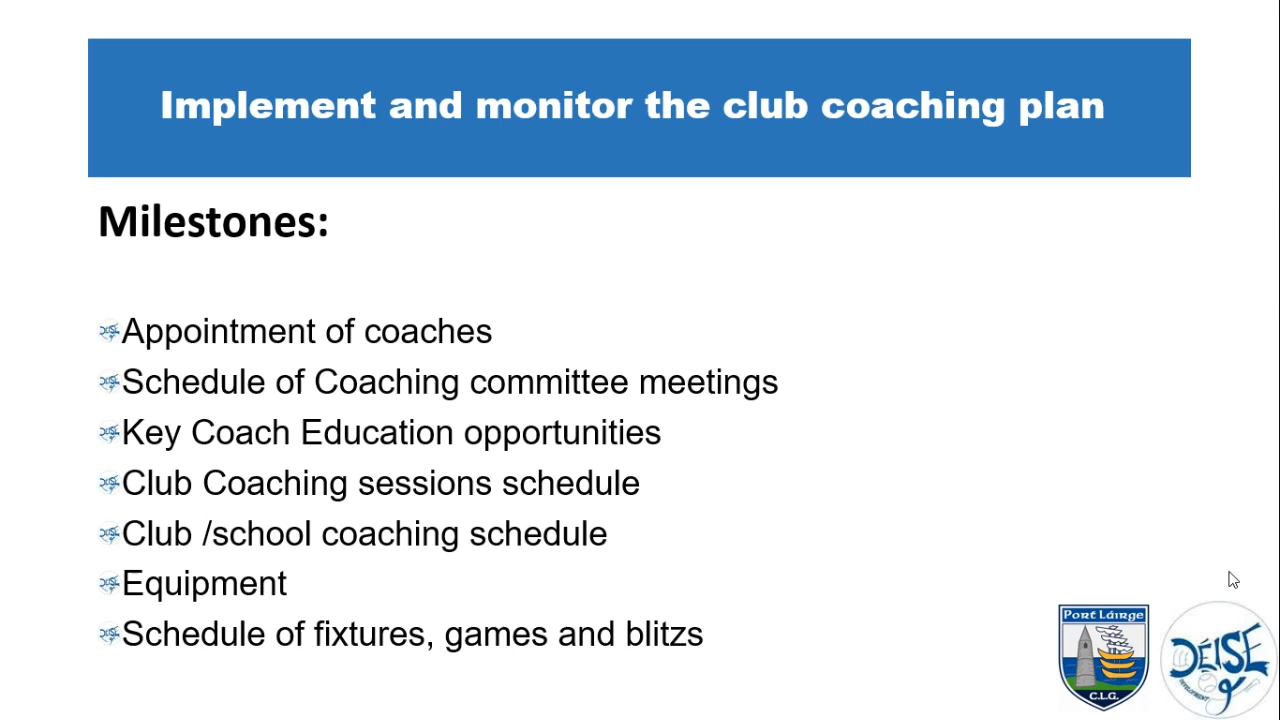 Implement and monitor the club coaching plan
Milestones:
Appointment of coaches
Schedule of Coaching committee meetings
Key Coach Education opportunities
Club Coaching sessions schedule
Club /school coaching schedule
Equipment
Schedule of fixtures, games and blitzs
Port Láirge
C.L.G.
DÉISE
DEVELOPMENT
Óg